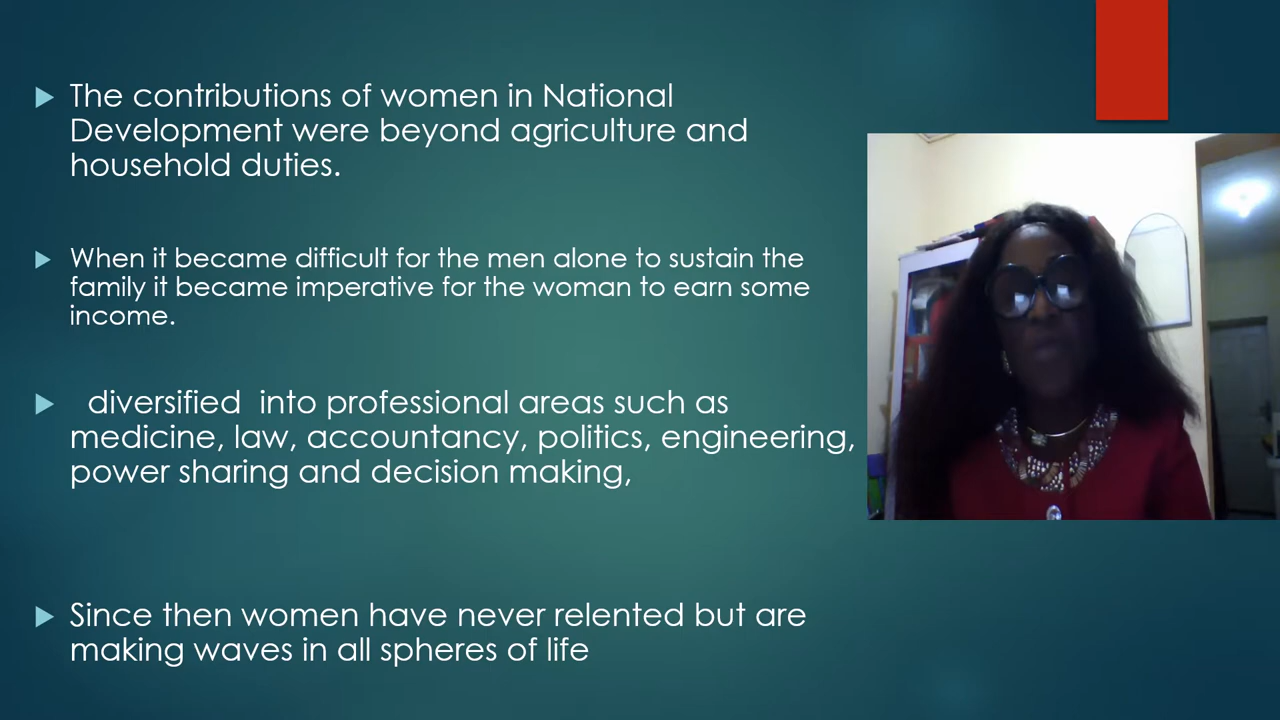 The contributions of women in National
Development were beyond agriculture and
household duties.
When it became difficult for the men alone to sustain the
family it became imperative for the woman to earn some
income.
diversified into professional areas such as
medicine, law, accountancy, politics, engineering,
power sharing and decision making,
Since then women have never relented but are
making waves in all spheres of life